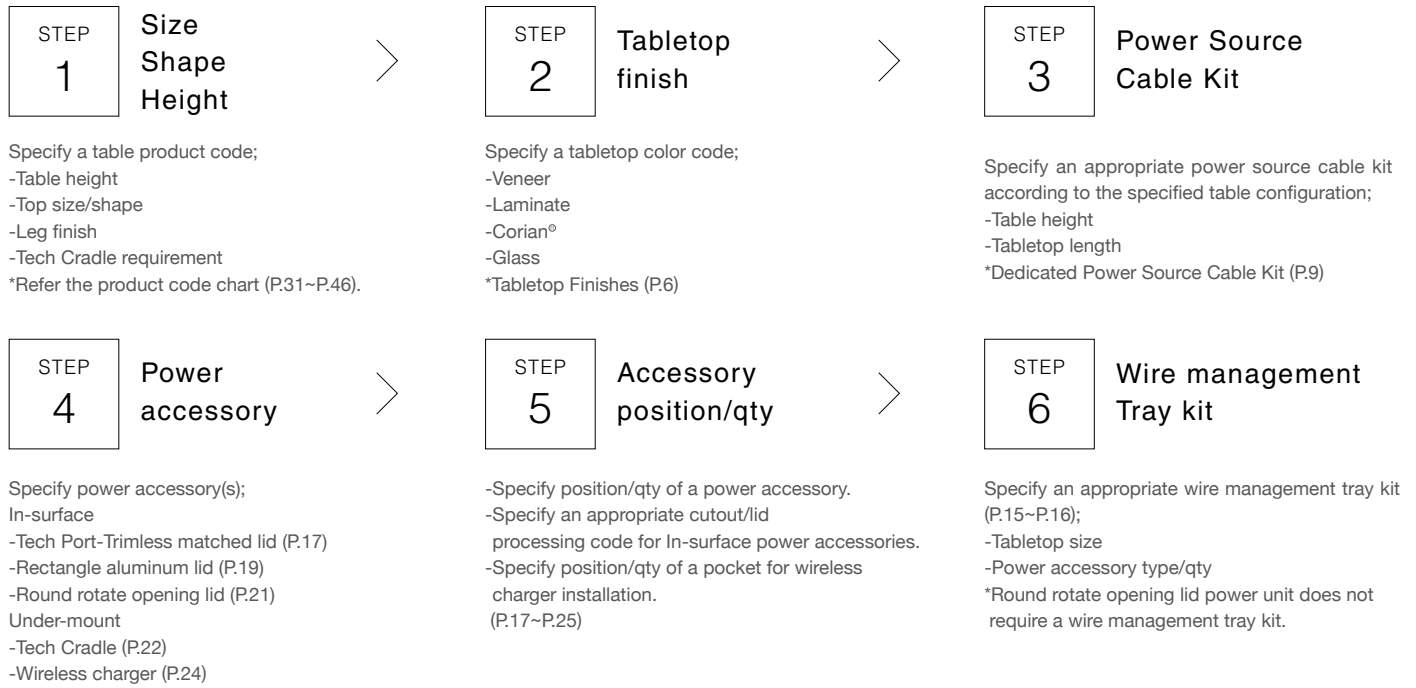 STEP
1
Size
Shape
Height
Specify a table product code;
-Table height
-Top size/shape
-Leg finish
-Tech Cradle requirement
*Refer the product code chart (P.31~P.46).
STEP
2
Tabletop
finish
Specify a tabletop color code;
-Veneer
-Laminate
-Corian®
-Glass
*Tabletop Finishes (P.6)
STEP
3
Power Source
Cable Kit
Specify an appropriate power source cable kit
according to the specified table configuration;
-Table height
-Tabletop length
*Dedicated Power Source Cable Kit (P.9)
STEP
4
Power
accessory
Specify power accessory(s);
In-surface
-Tech Port-Trimless matched lid (P.17)
-Rectangle aluminum lid (P.19)
-Round rotate opening lid (P.21)
Under-mount
-Tech Cradle (P.22)
-Wireless charger (P.24)
STEP
5
Accessory
position/qty
-Specify position/qty of a power accessory.
-Specify an appropriate cutout/lid
processing code for In-surface power accessories.
-Specify position/qty of a pocket for wireless
charger installation.
(P.17~P.25)
STEP
6
Wire management
Tray kit
Specify an appropriate wire management tray kit
(P.15~P.16);
-Tabletop size
-Power accessory type/qty
*Round rotate opening lid power unit does not
require a wire management tray kit.